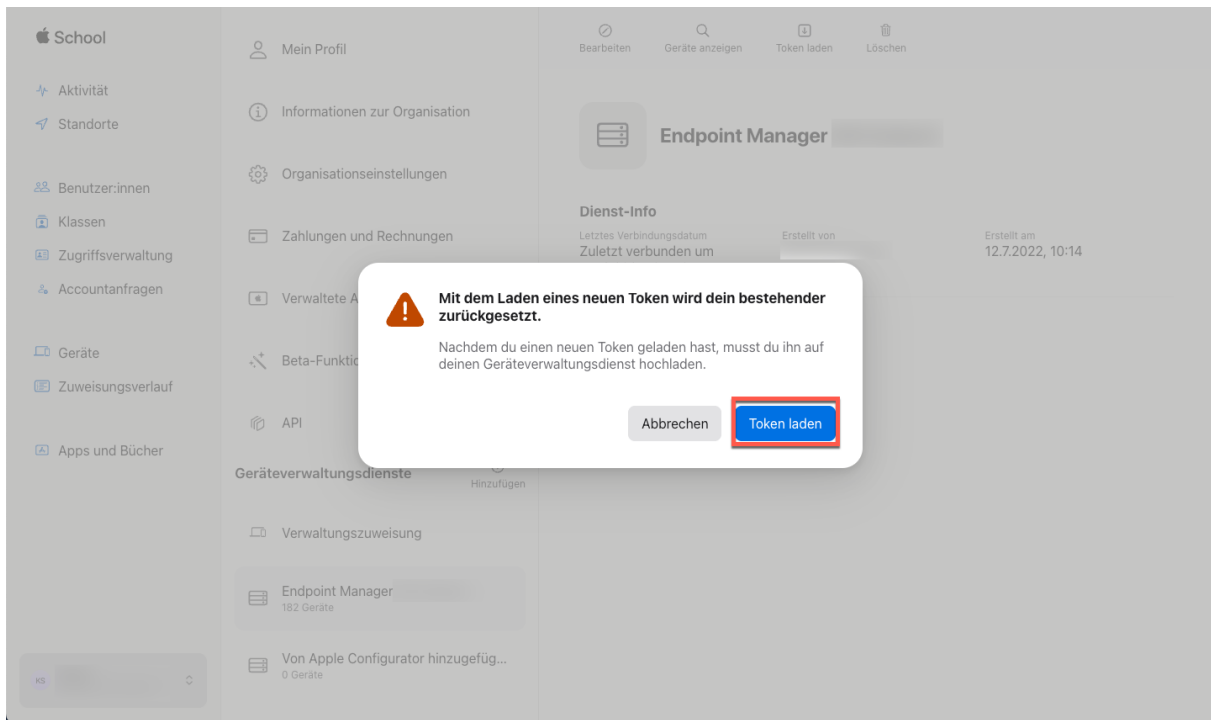 School
Aktivität
Standorte
Benutzer:innen
Klassen
Zugriffsverwaltung
Accountanfragen
Geräte
Zuweisungsverlauf
Apps und Bücher
KS
Mein Profil
Informationen zur Organisation
Organisationseinstellungen
Zahlungen und Rechnungen
Verwaltete A
Beta-Funktio
API
Geräteverwaltungsdienste
Hinzufügen
Verwaltungszuweisung
Endpoint Manager
182 Geräte
Von Apple Configurator hinzugefüg...
0 Geräte
Bearbeiten Geräte anzeigen Token laden Löschen
Endpoint Manager
Dienst-Info
Letztes Verbindungsdatum Erstellt von Erstellt am
Zuletzt verbunden um 12.7.2022, 10:14
Mit dem Laden eines neuen Token wird dein bestehender
zurückgesetzt.
Nachdem du einen neuen Token geladen hast, musst du ihn auf
deinen Geräteverwaltungsdienst hochladen.
Abbrechen Token laden